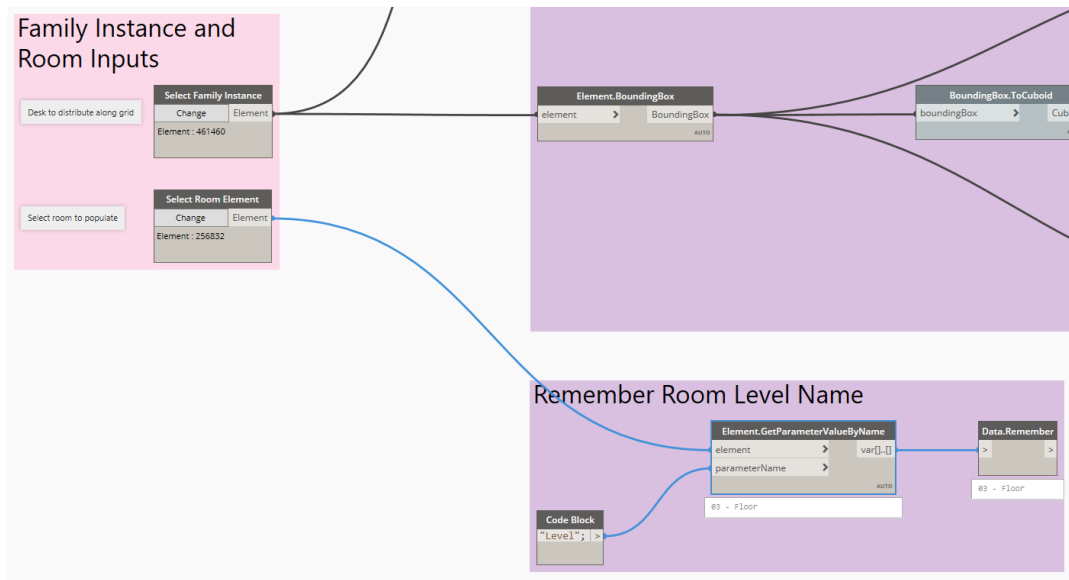 Family Instance and
Room Inputs
Desk to distribute along grid
Select Family Instance
Change
Element
Element : 461460
Select room to populate
Select Room Element
Change
Element
Element : 256832
Element.BoundingBox
element
>
BoundingBox
AUTO
BoundingBox.ToCuboid
boundingBox
>
Cub
Remember Room Level Name
Element.GetParameterValueByName
element
>
var[]..[]
parameterName
>
AUTO
03 - Floor
Data.Remember
>
>
03 - Floor
Code Block
"Level";
>